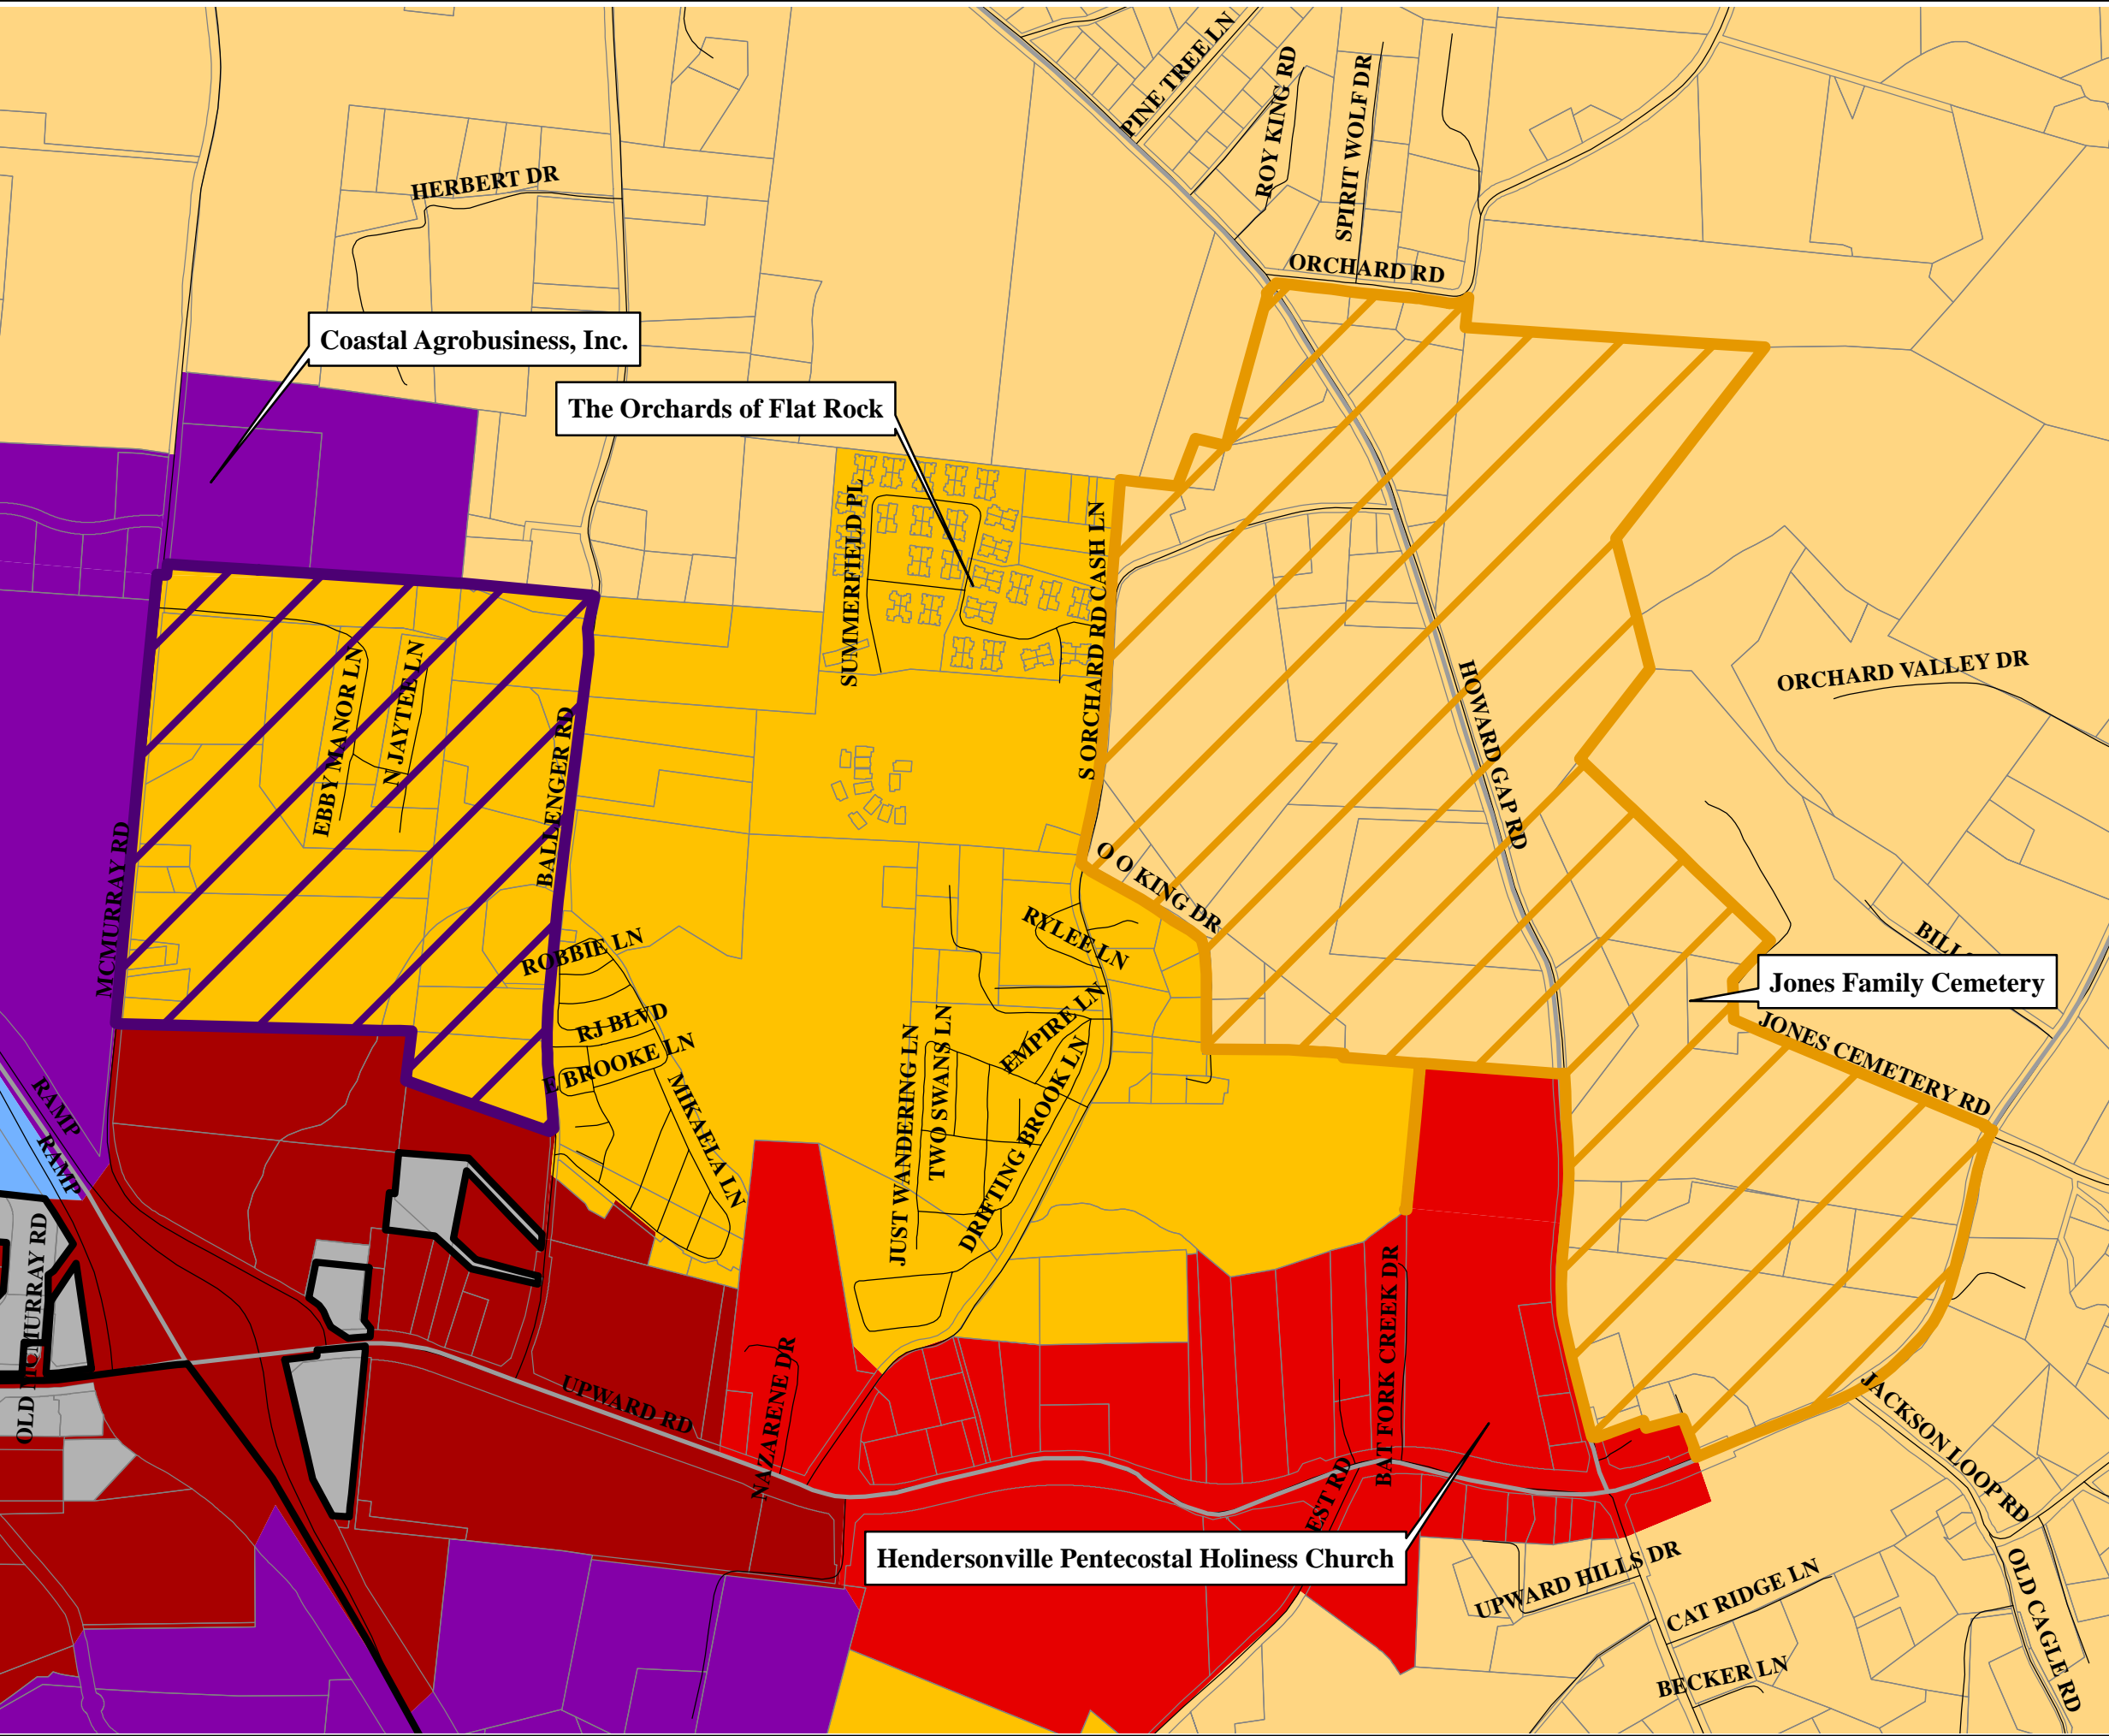 PINE TREE LN
ROY KING RD
SPIRIT WOLF DR
HERBERT DR
ORCHARD RD
Coastal Agrobusiness, Inc.
The Orchards of Flat Rock
SUMMERFIELD PL
S ORCHARD RD CASH LN
EBBY MANOR LN
N JAYTEE LN
BALLENGER RD
MCMURRAY RD
HOWARD GAP RD
ORCHARD VALLEY DR
O O KING DR
RYLEE LN
ROBBIE LN
RJ BLVD
E BROOKE LN
MIKAELA LN
EMPIRE LN
JUST WANDERING LN
TWO SWANS LN
DRIFTING BROOK LN
Jones Family Cemetery
JONES CEMETERY RD
RAMP
RAMP
OLD MCMURRAY RD
UPWARD RD
NAZARENE DR
BAT FORK CREEK DR
EST RD
JACKSON LOOP RD
Hendersonville Pentecostal Holiness Church
UPWARD HILLS DR
CAT RIDGE LN
BECKER LN
OLD CAGLE RD